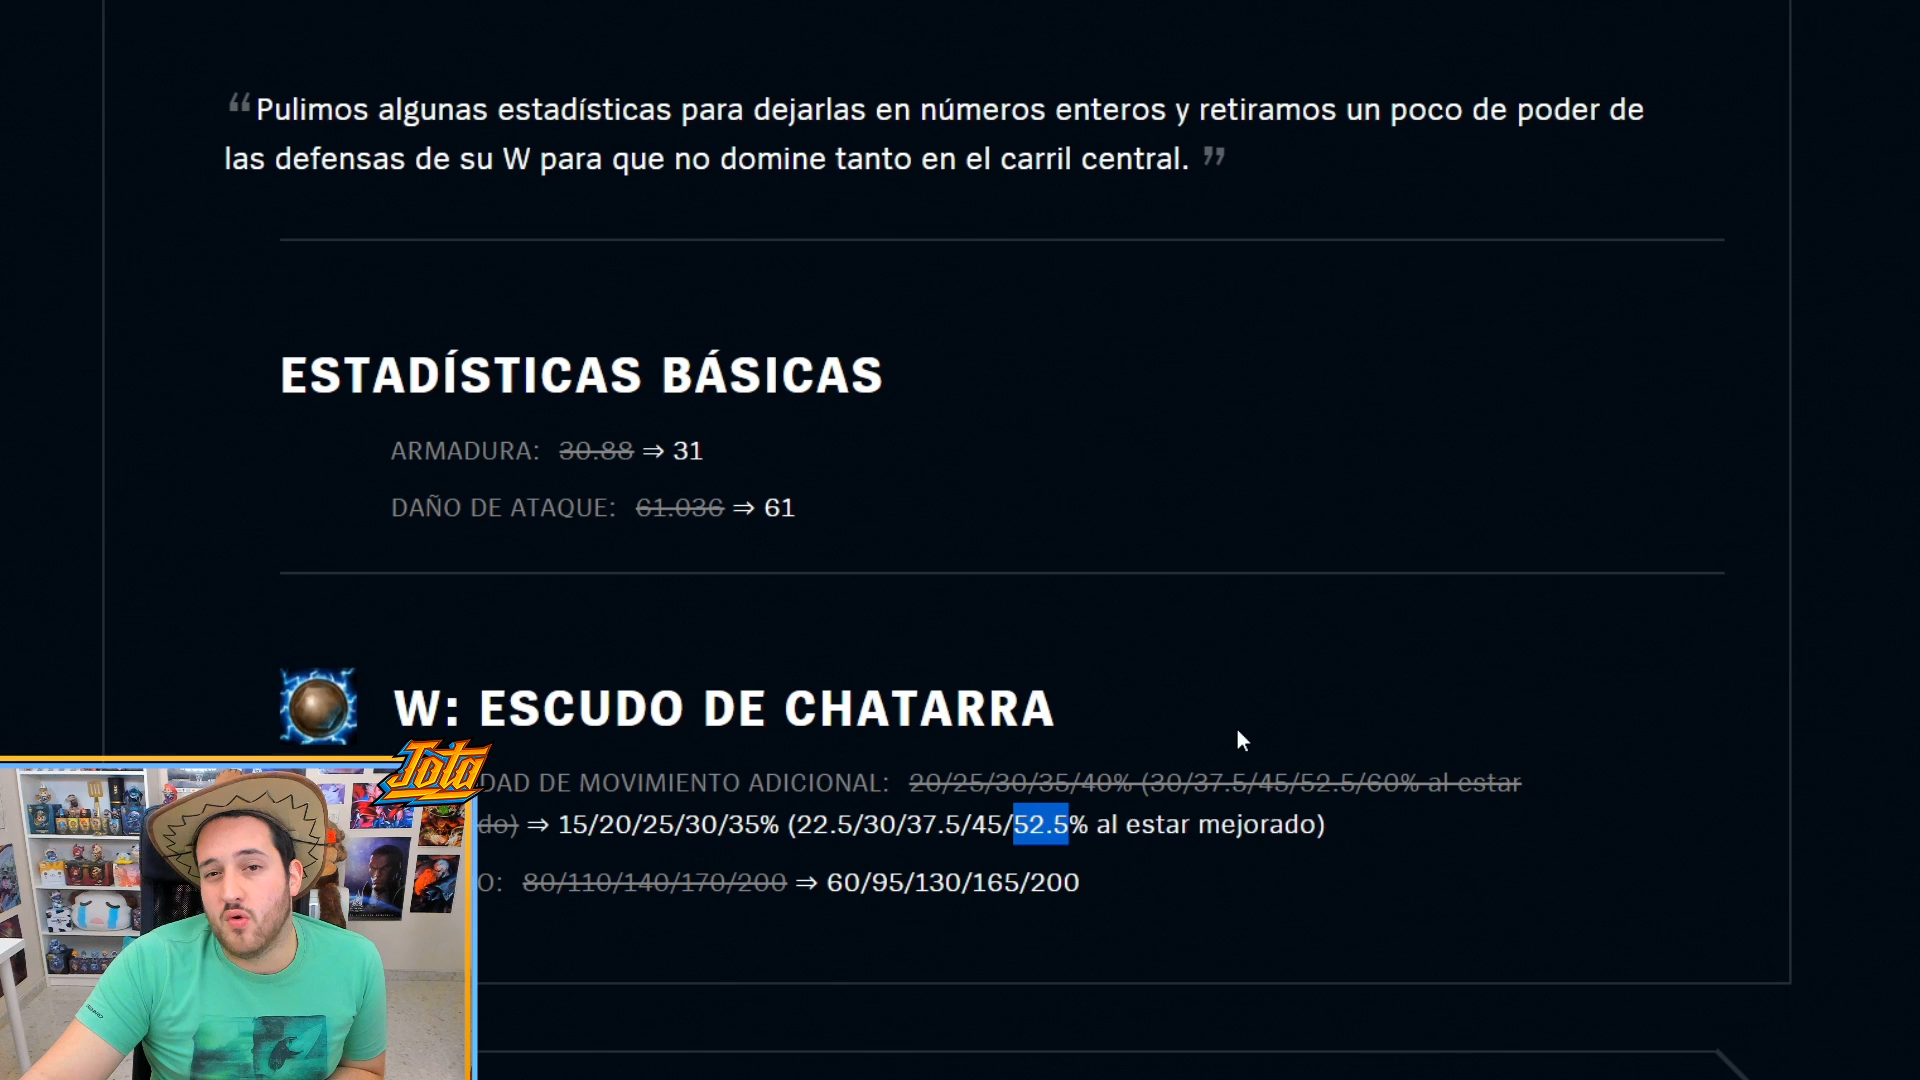 “Pulimos algunas estadísticas para dejarlas en números enteros y retiramos un poco de poder de
las defensas de su W para que no domine tanto en el carril central. ”
ESTADÍSTICAS BÁSICAS
ARMADURA: 30.88 ⇒ 31
DAÑO DE ATAQUE: 61.036 ⇒ 61
W: ESCUDO DE CHATARRA
Jota
DAD DE MOVIMIENTO ADICIONAL: 20/25/30/35/40% (30/37.5/45/52.5/60% al estar
do) ⇒ 15/20/25/30/35% (22.5/30/37.5/45/52.5% al estar mejorado)
O: 80/110/140/170/200 ⇒ 60/95/130/165/200